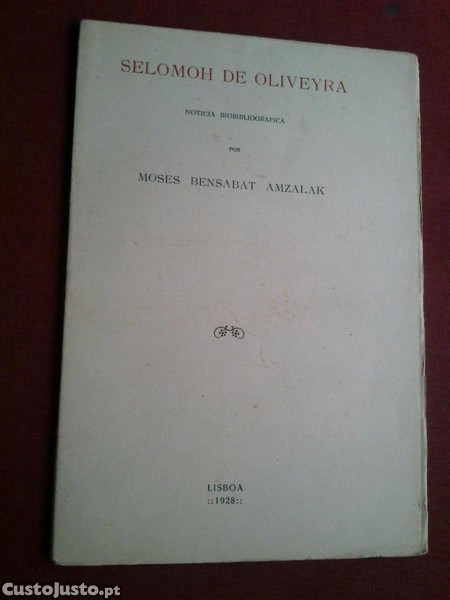 SELOMOH DE OLIVEYRA
NOTICIA BIOBIBLIOGRAFICA
POR
MOSES BENSABAT AMZALAK
LISBOA
::1928::
CustoJusto.pt